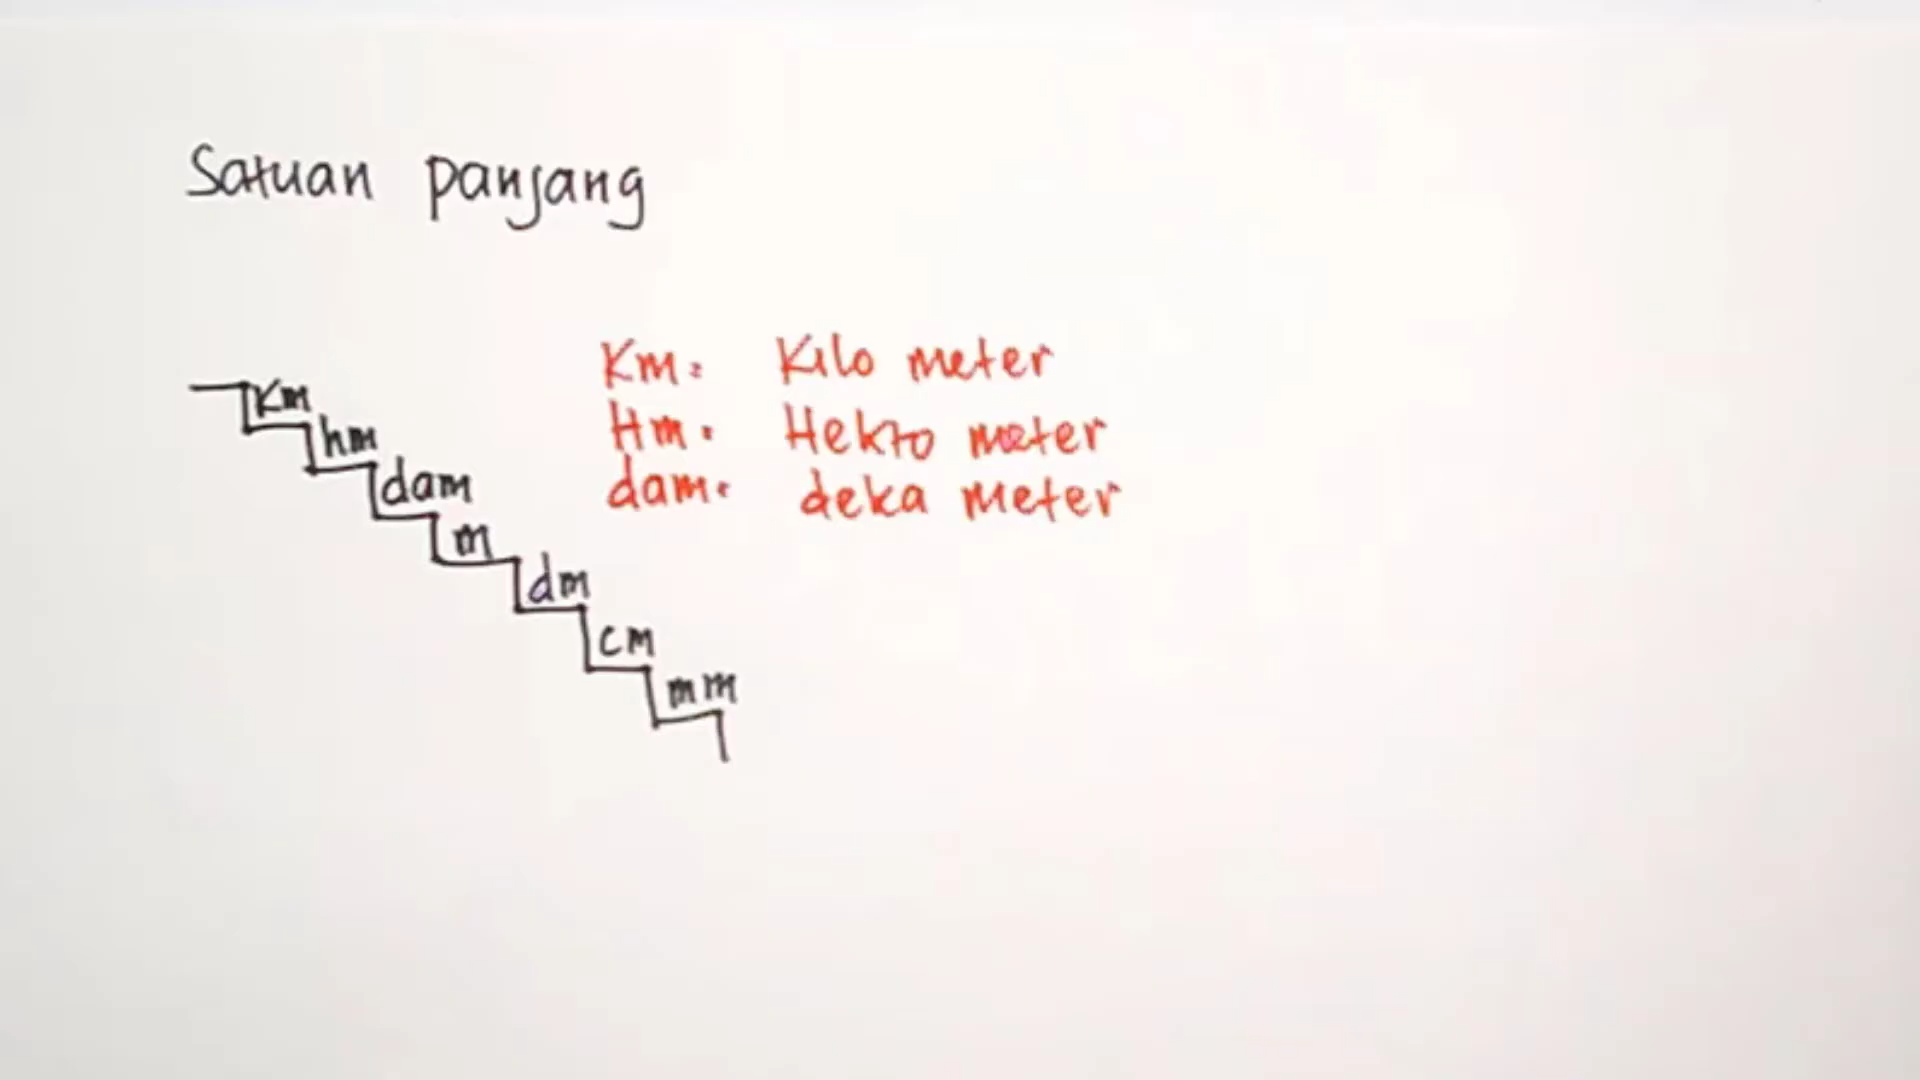 Satuan panjang
Km = Kilo meter
Hm = Hekto meter
dam = deka meter
Km
hm
dam
m
dm
cm
mm